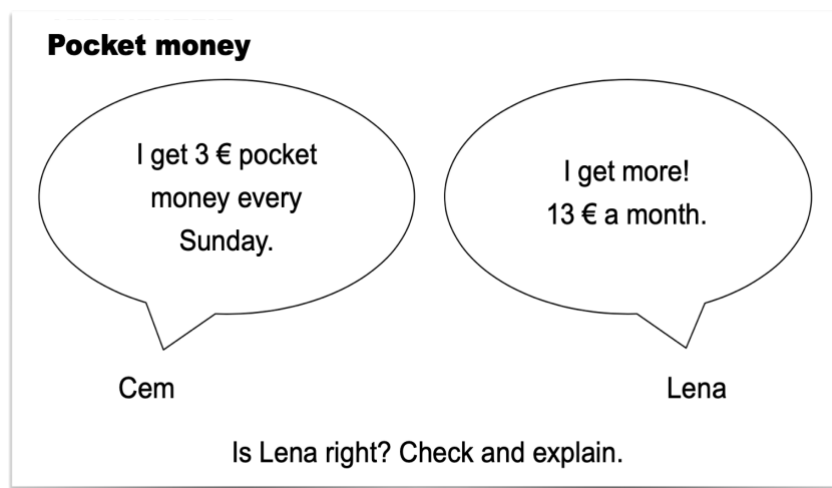 Pocket money
I get 3 € pocket
money every
Sunday.
I get more!
13 € a month.
Cem
Lena
Is Lena right? Check and explain.